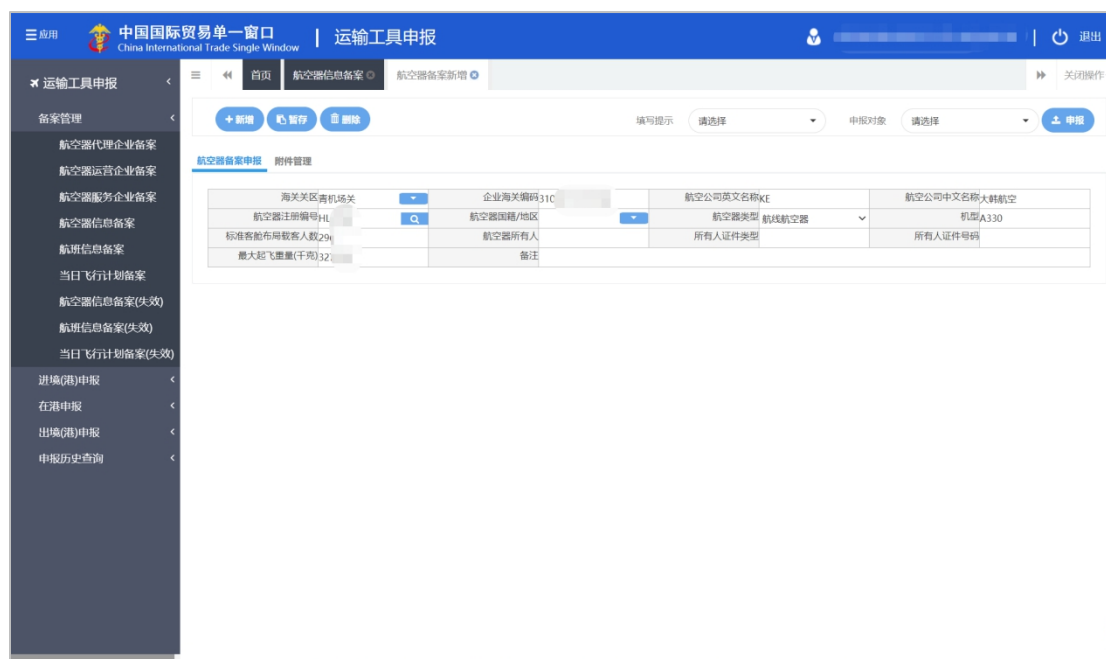 应用 中国国际贸易单一窗口 运输工具申报 退出
China International Trade Single Window
运输工具申报 首页 航空器信息备案 航空器备案新增 关闭操作
备案管理
航空器代理企业备案
航空器运营企业备案
航空器服务企业备案
航空器信息备案
航班信息备案
当日飞行计划备案
航空器信息备案(失效)
航班信息备案(失效)
当日飞行计划备案(失效)
进境(港)申报
在港申报
出境(港)申报
申报历史查询
+新增 暂存 删除 填写提示 请选择 申报对象 请选择 申报
航空器备案申报 附件管理
海关关区 青机场关 企业海关编码 310 航空公司英文名称 KE 航空公司中文名称 大韩航空
航空器注册编号 HL 航空器国籍/地区 航空器类型 航线航空器 机型 A330
标准客舱布局载客人数 29 航空器所有人 所有人证件类型 所有人证件号码
最大起飞重量(千克) 32 备注